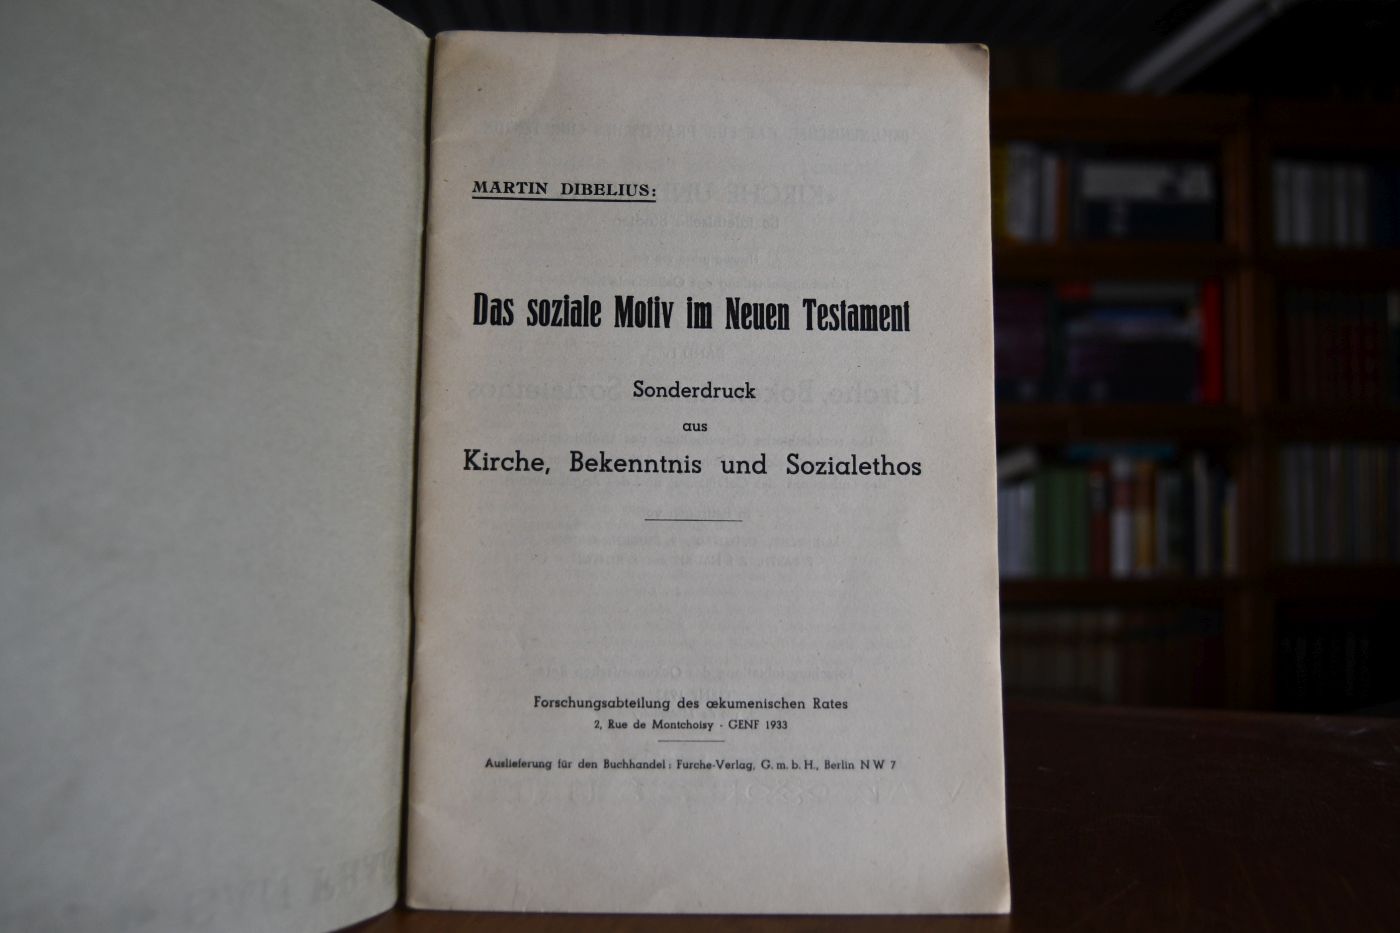 MARTIN DIBELIUS:
Das soziale Motiv im Neuen Testament
Sonderdruck
aus
Kirche, Bekenntnis und Sozialethos
Forschungsabteilung des œkumenischen Rates
2, Rue de Montchoisy - GENF 1933
Auslieferung für den Buchhandel: Furche-Verlag, G. m. b. H., Berlin N W 7